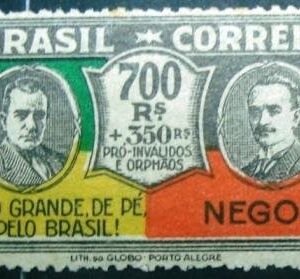 BRASIL ★ CORREI
700
RS
+ 350 RS
PRÓ-INVALIDOS
E ORPHÃOS
O GRANDE, DE PÉ,
PELO BRASIL!
NEGO
LITH. DO GLOBO - PORTO ALEGRE